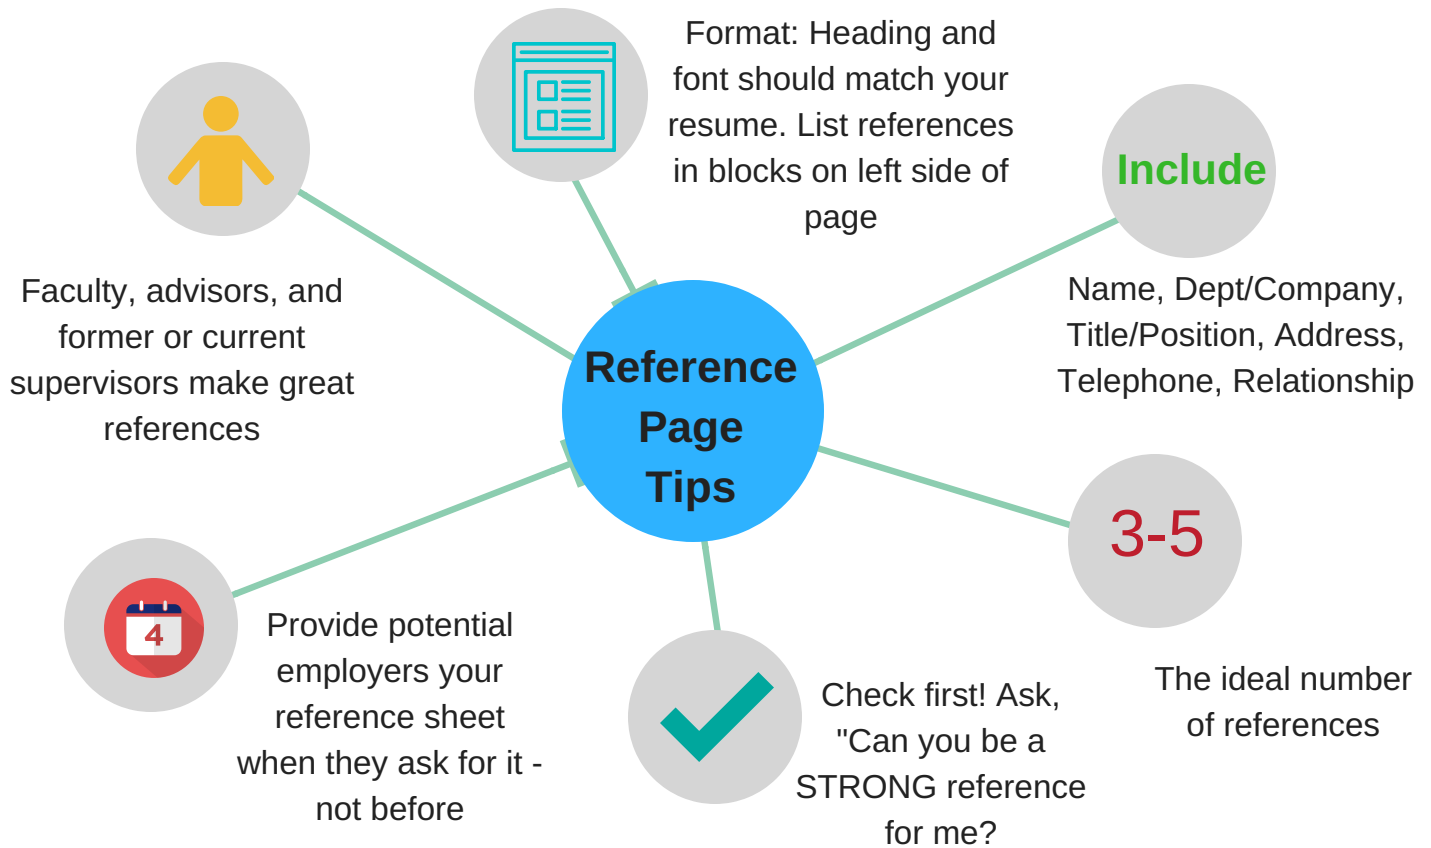 Format: Heading and
font should match your
resume. List references
in blocks on left side of
page
Include
Name, Dept/Company,
Title/Position, Address,
Telephone, Relationship
Faculty, advisors, and
former or current
supervisors make great
references
Reference
Page
Tips
3-5
The ideal number
of references
4
Provide potential
employers your
reference sheet
when they ask for it -
not before
Check first! Ask,
"Can you be a
STRONG reference
for me?